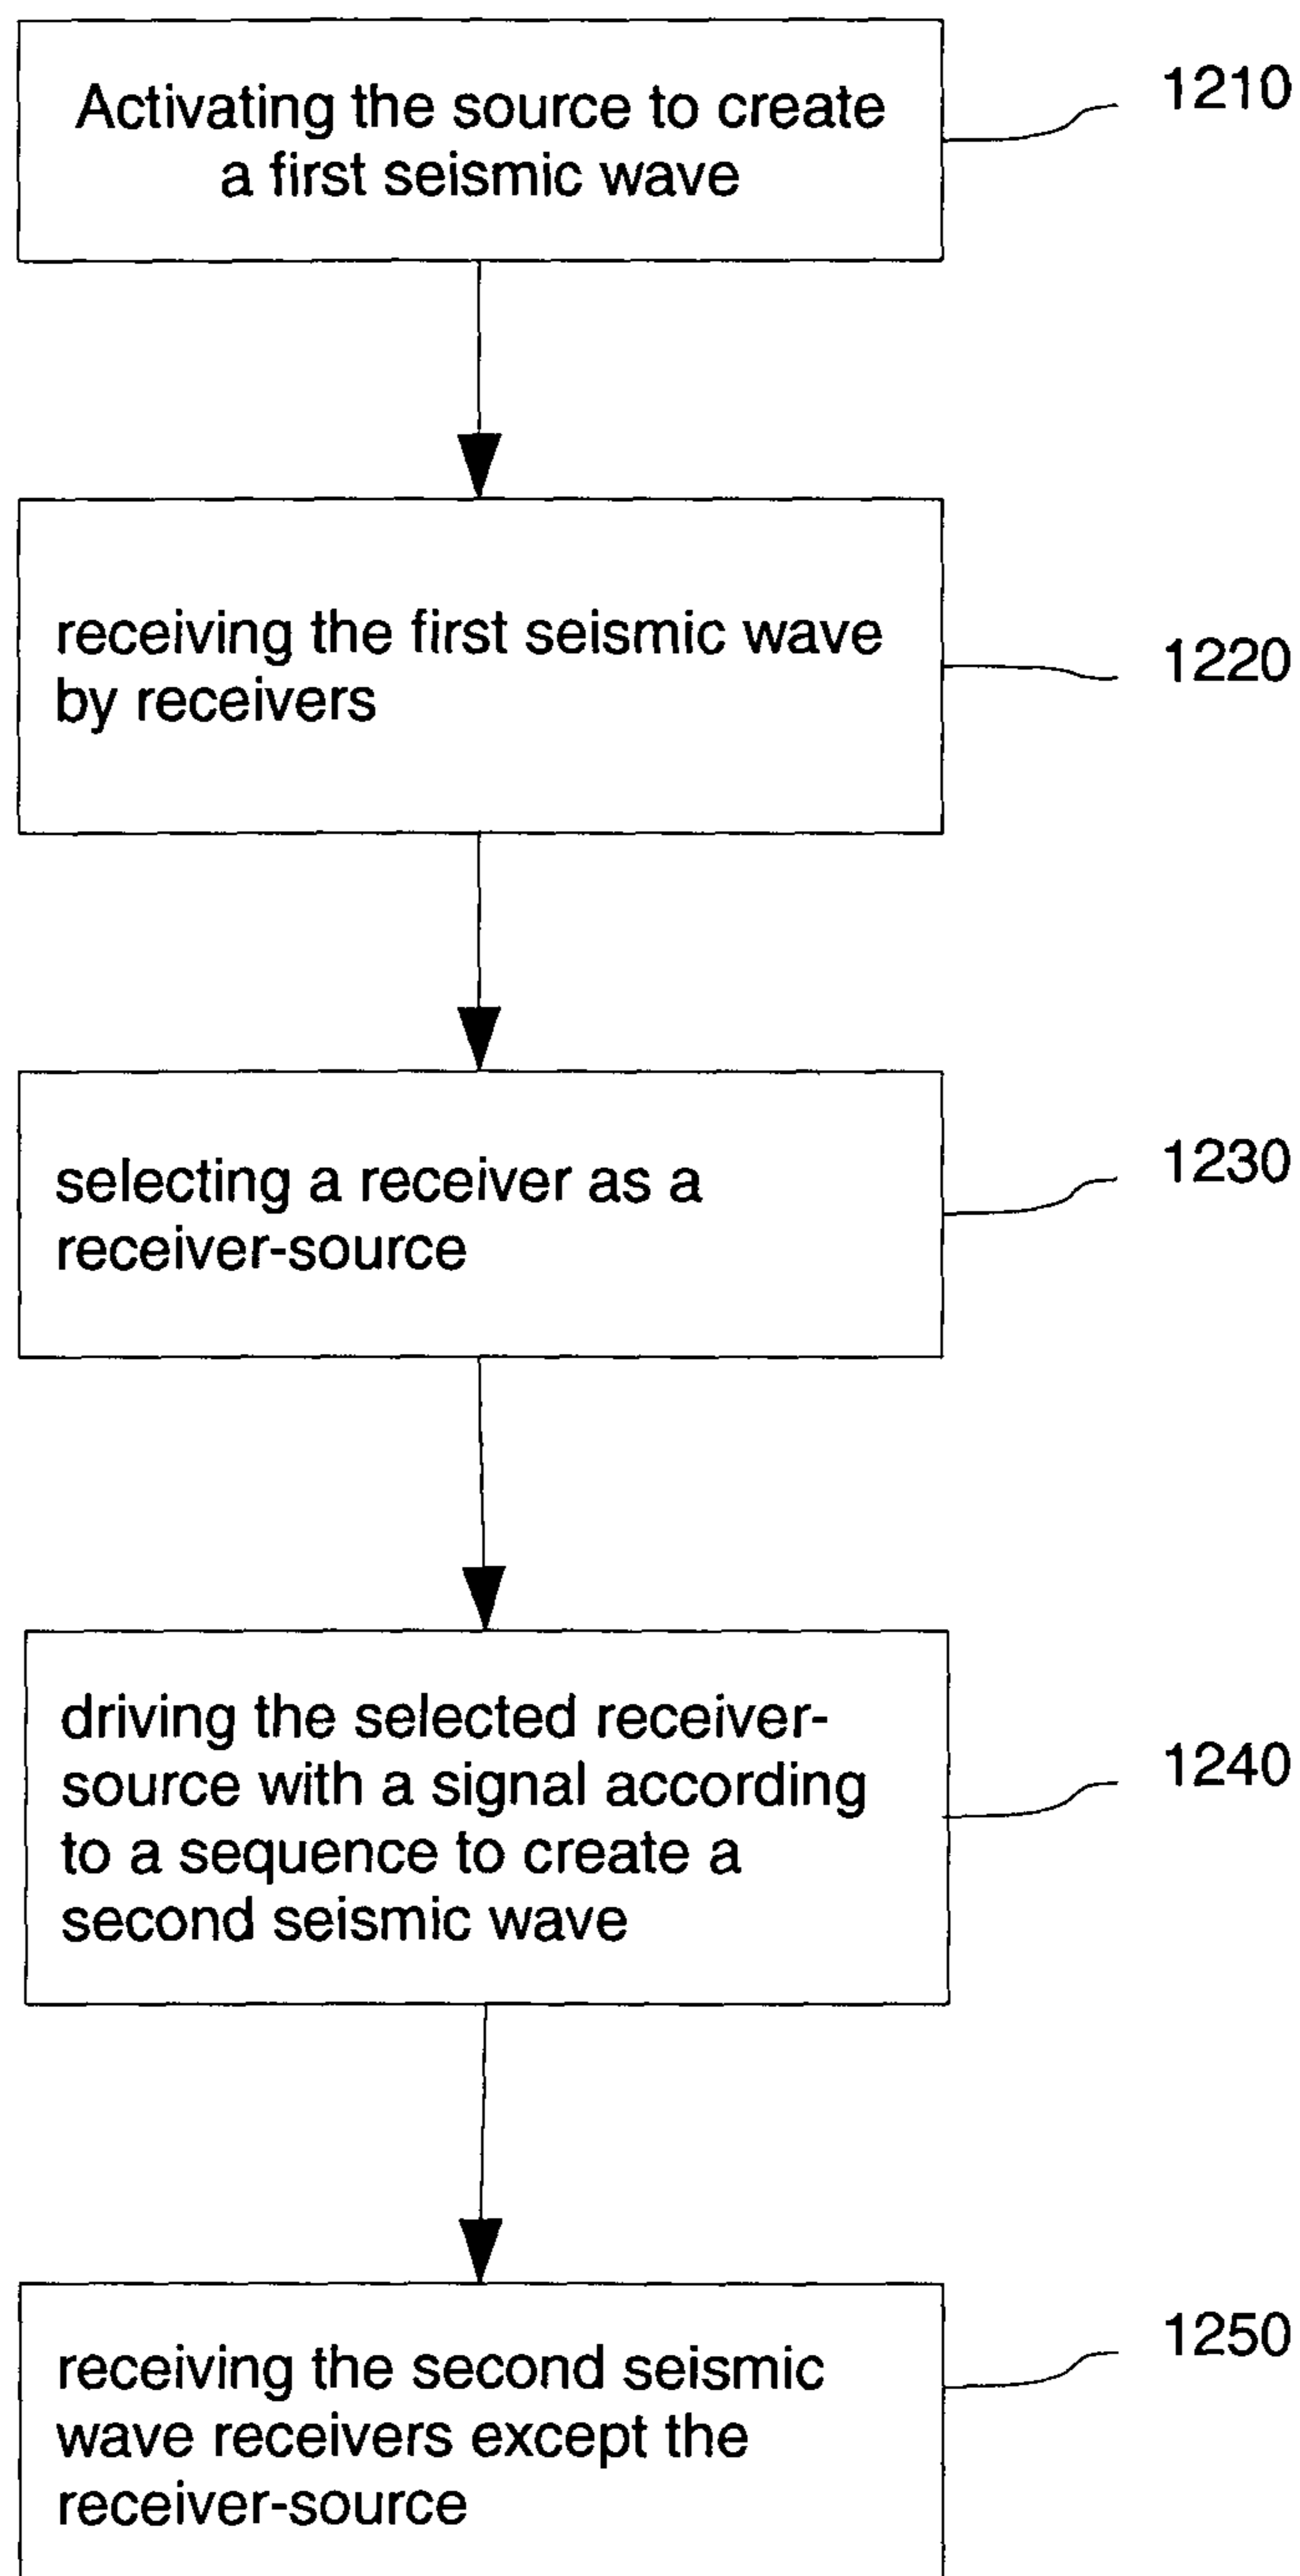 Activating the source to create
a first seismic wave
1210
receiving the first seismic wave
by receivers
1220
selecting a receiver as a
receiver-source
1230
driving the selected receiver-
source with a signal according
to a sequence to create a
second seismic wave
1240
receiving the second seismic
wave receivers except the
receiver-source
1250